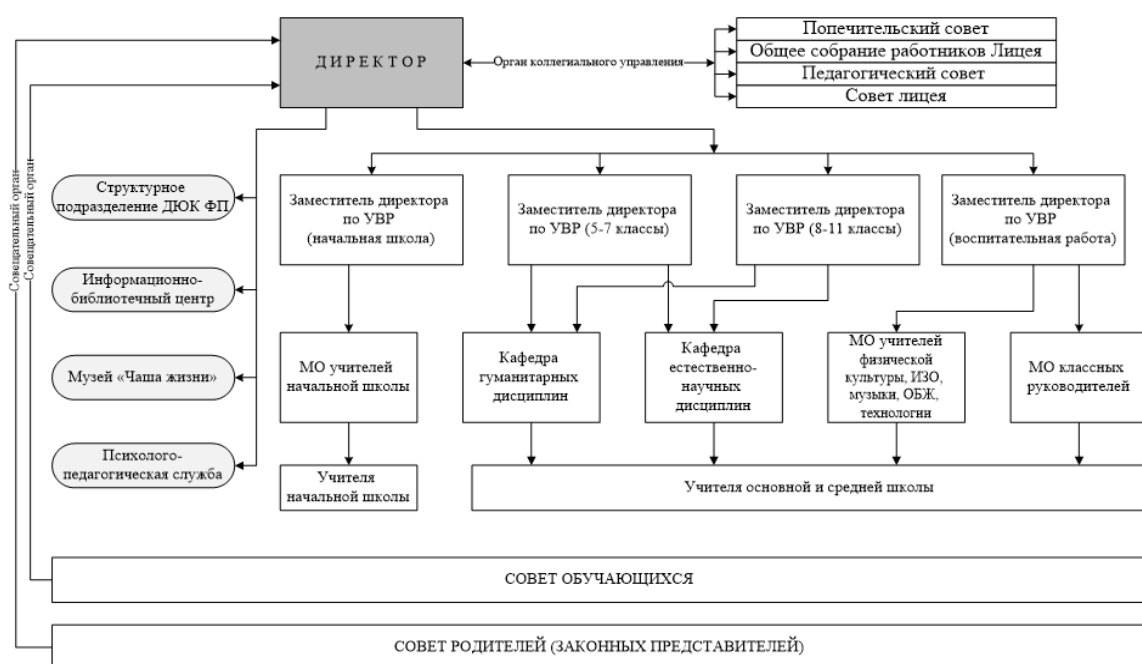 ДИРЕКТОР
Орган коллегиального управления
Попечительский совет
Общее собрание работников Лицея
Педагогический совет
Совет лицея
Совещательный орган
Совещательный орган
Структурное
подразделение ДЮК ФП
Информационно-
библиотечный центр
Музей «Чаша жизни»
Психолого-
педагогическая служба
Заместитель директора
по УВР
(начальная школа)
Заместитель директора
по УВР (5-7 классы)
Заместитель директора
по УВР (8-11 классы)
Заместитель директора
по УВР
(воспитательная работа)
МО учителей
начальной школы
Кафедра
гуманитарных
дисциплин
Кафедра
естественно-
научных
дисциплин
МО учителей
физической
культуры, ИЗО,
музыки, ОБЖ,
технологии
МО классных
руководителей
Учителя
начальной школы
Учителя основной и средней школы
СОВЕТ ОБУЧАЮЩИХСЯ
СОВЕТ РОДИТЕЛЕЙ (ЗАКОННЫХ ПРЕДСТАВИТЕЛЕЙ)